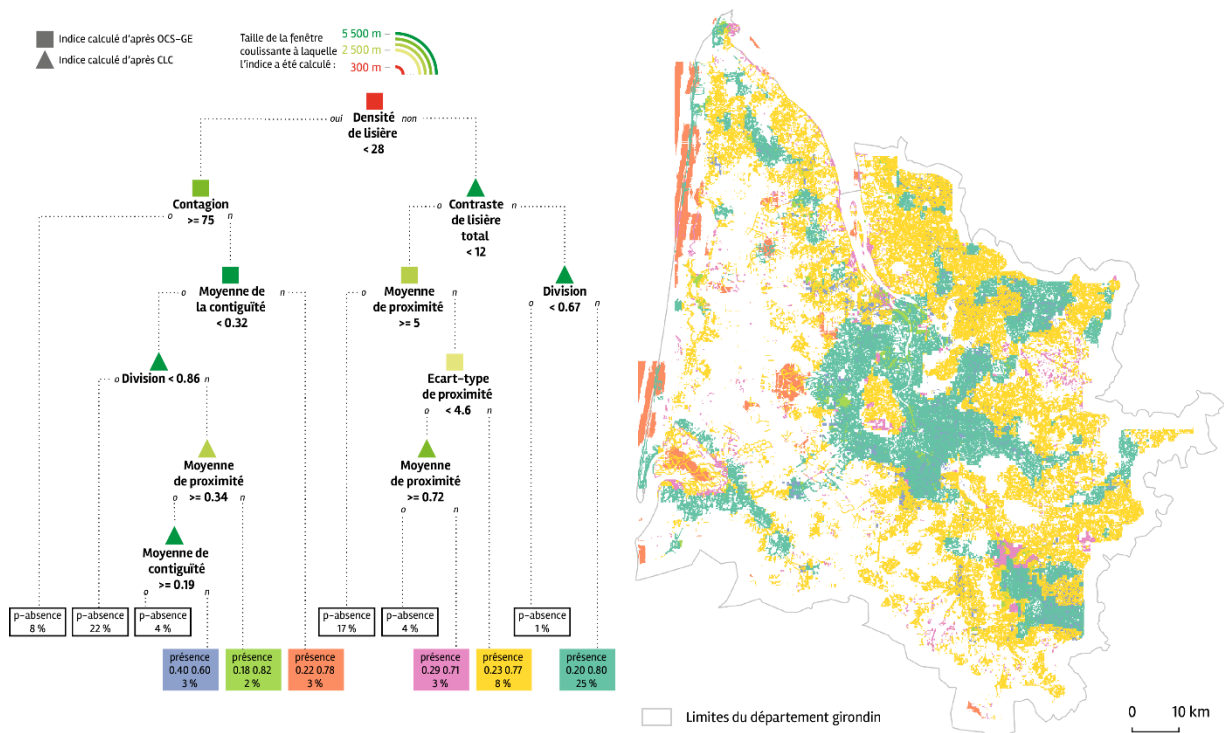 Indice calculé d'après OCS-GE
Indice calculé d'après CLC
Taille de la fenêtre
coulissante à laquelle
l'indice a été calculé :
5 500 m
2 500 m
300 m
oui
non
Densité
de lisière
< 28
Contagion
>= 75
o
n
Contraste
de lisière
total
< 12
o
n
Moyenne de
la contiguïté
< 0.32
o
n
Moyenne
de proximité
>= 5
o
n
Division
< 0.67
o
n
Division < 0.86
o
n
Ecart-type
de proximité
< 4.6
o
n
Moyenne
de proximité
>= 0.34
o
n
Moyenne
de proximité
>= 0.72
o
n
Moyenne de
contiguïté
>= 0.19
o
n
p-absence
8 %
p-absence
22 %
p-absence
4 %
p-absence
17 %
p-absence
4 %
p-absence
1 %
présence
0.40 0.60
3 %
présence
0.18 0.82
2 %
présence
0.22 0.78
3 %
présence
0.29 0.71
3 %
présence
0.23 0.77
8 %
présence
0.20 0.80
25 %
Limites du département girondin
0 10 km